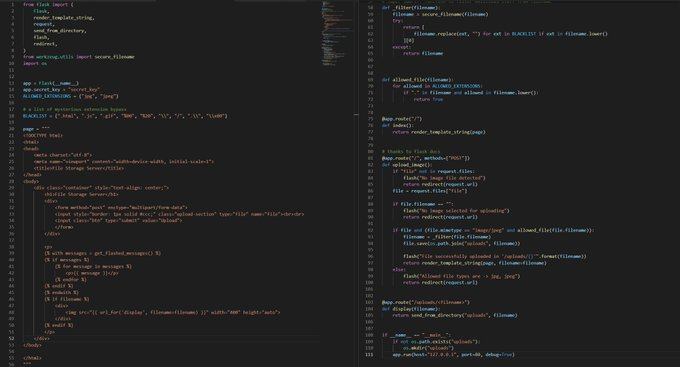 from flask import (
    Flask,
    render_template_string,
    request,
    send_from_directory,
    flash,
    redirect,
)
from werkzeug.utils import secure_filename
import os
app = Flask(__name__)
app.secret_key = "secret_key"
ALLOWED_EXTENSIONS = {"jpg", "jpeg"}
# a list of mysterious extension bypass
page = """
<!DOCTYPE html>
<html>
<head>
    <meta charset="utf-8">
    <meta name="viewport" content="width=device-width, initial-scale=1">
    <title>File Storage Server</title>
</head>
<body>
    <div class="container" style="text-align: center;">
        <h1>File Storage Server</h1>
        <div>
            <form method="post" enctype="multipart/form-data">
            <input style="border: 1px solid #ccc;" class="upload-section" type="file" name="file"><br><br>
            <input class="btn" type="submit" value="Upload">
            </form>
        </div>
        <p>
        {% with messages = get_flashed_messages() %}
        {% if messages %}
            {% for message in messages %}
                <p>{{ message }}</p>
            {% endfor %}
        {% endif %}
        {% endwith %}
        {% if filename %}
            <div>
                <img src="{{ url_for('display', filename=filename) }}" width="400" height="auto">
            </div>
        {% endif %}
        </p>
    </div>
</body>
</html>
"""
def _filter(filename):
    filename = secure_filename(filename)
    try:
        return [
            filename.replace(ext, "") for ext in BLACKLIST if ext in filename.lower()
        ][0]
    except:
        return filename
def allowed_file(filename):
    for allowed in ALLOWED_EXTENSIONS:
        if "." in filename and allowed in filename.lower():
            return True
@app.route("/")
def index():
    return render_template_string(page)
# thanks to flask docs
@app.route("/", methods=["POST"])
def upload_image():
    if "file" not in request.files:
        flash("No image file detected")
        return redirect(request.url)
    file = request.files["file"]
    if file.filename == "":
        flash("No image selected for uploading")
        return redirect(request.url)
    if file and (file.mimetype == "image/jpeg" and allowed_file(file.filename)):
        filename = _filter(file.filename)
        file.save(os.path.join("uploads", filename))
        flash("File successfully uploaded in '/uploads/{}'".format(filename))
        return render_template_string(page, filename=filename)
    else:
        flash("Allowed file types are -> jpg, jpeg")
        return redirect(request.url)
@app.route("/uploads/<filename>")
def display(filename):
    return send_from_directory("uploads", filename)
if __name__ == "__main__":
    if not os.path.exists("uploads"):
        os.mkdir("uploads")
    app.run(host="127.0.0.1", port=80, debug=True)